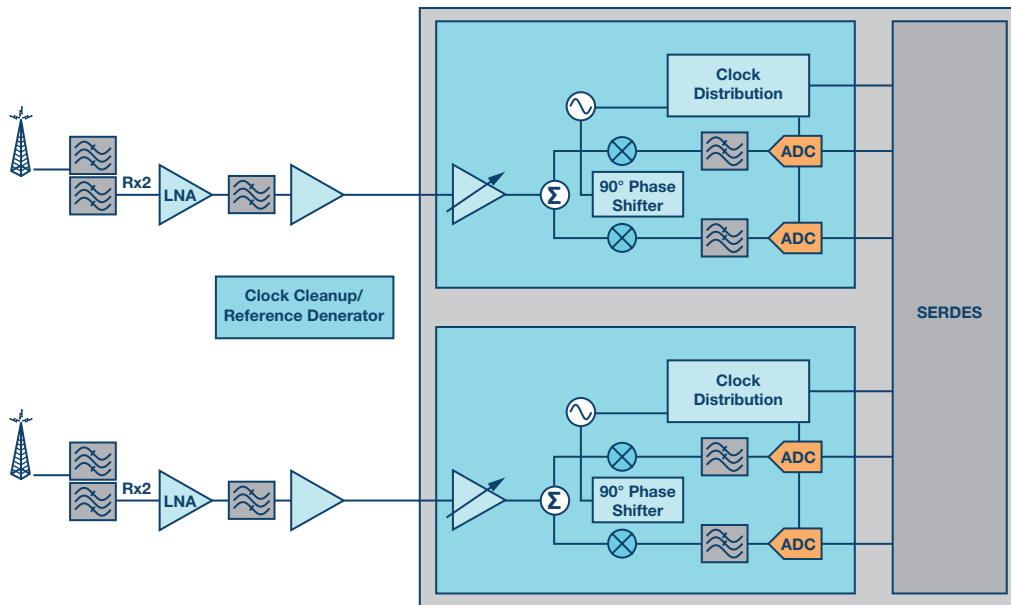 Clock
Distribution
Rx2
LNA
Σ
90° Phase
Shifter
ADC
ADC
Clock Cleanup/
Reference Denerator
SERDES
Clock
Distribution
Rx2
LNA
Σ
90° Phase
Shifter
ADC
ADC